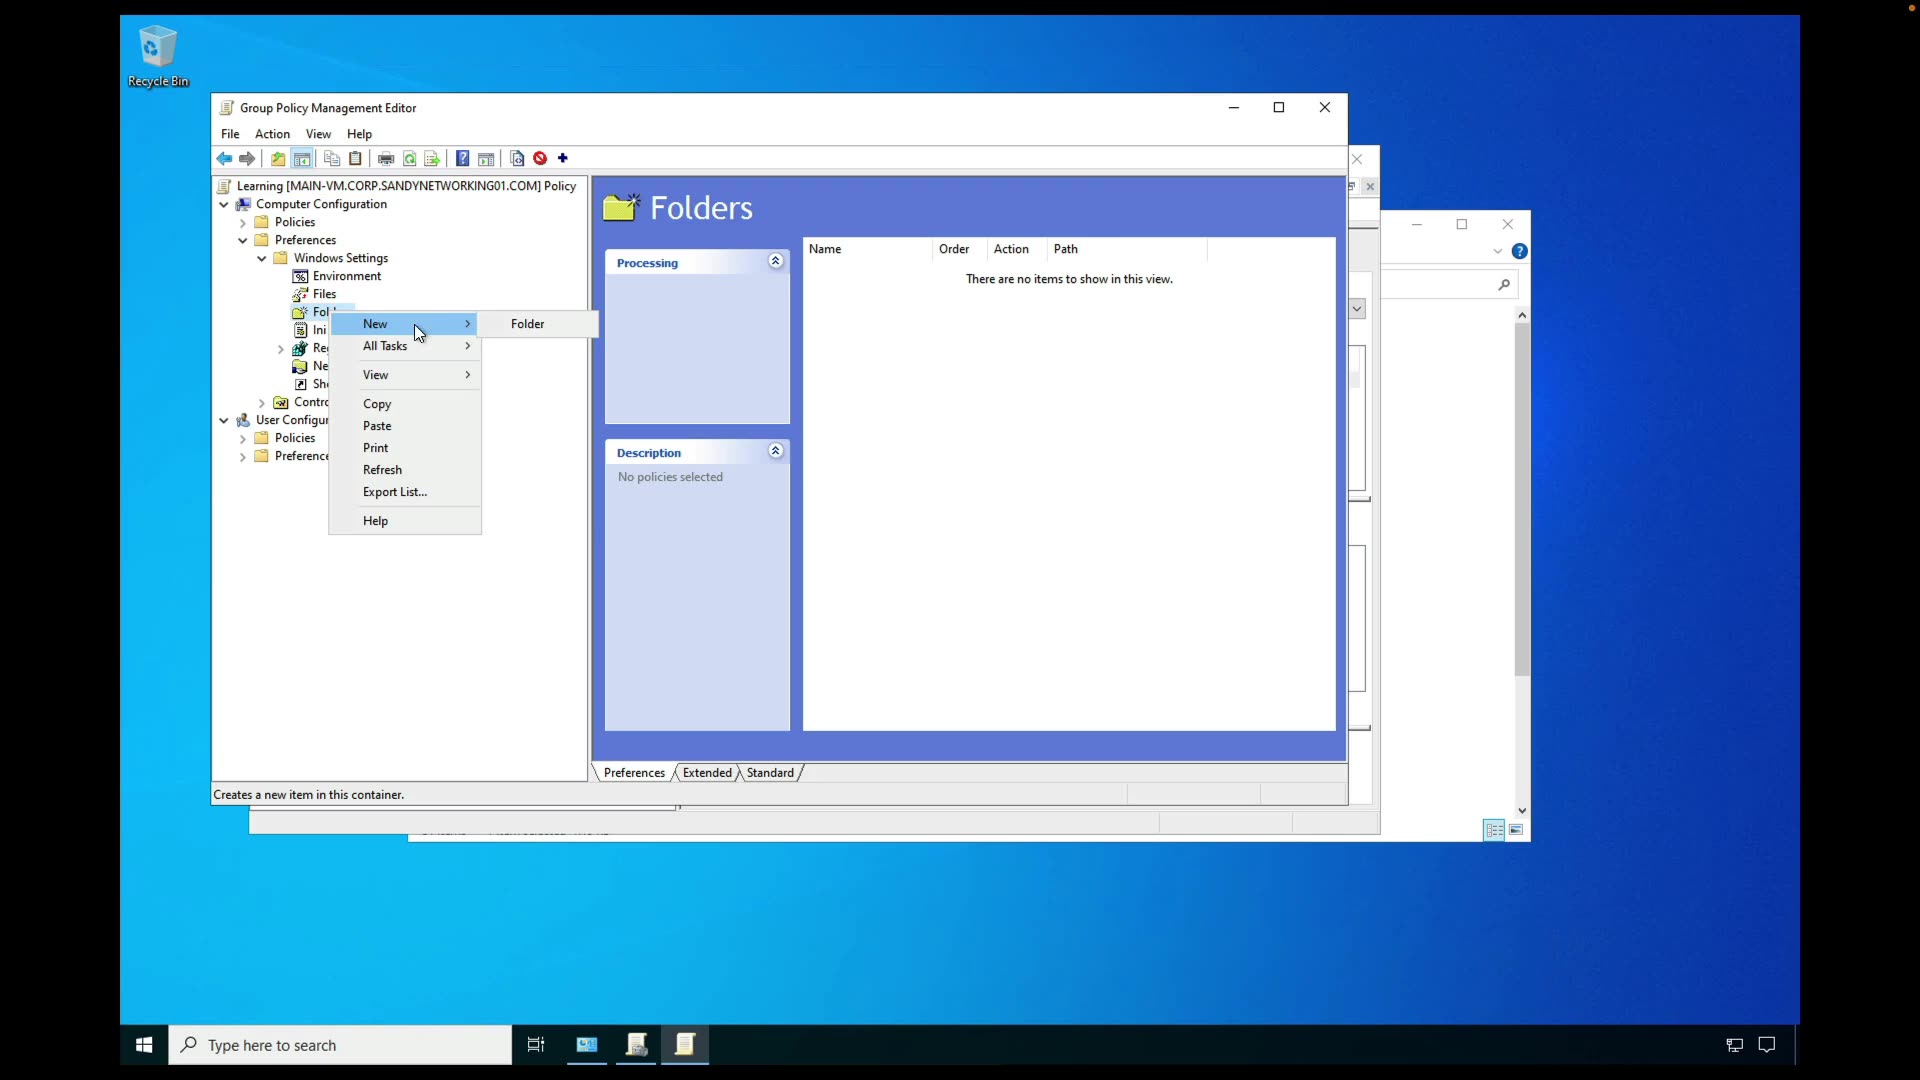 Recycle Bin
Group Policy Management Editor
File Action View Help
Learning [MAIN-VM.CORP.SANDYNETWORKING01.COM] Policy
Computer Configuration
Policies
Preferences
Windows Settings
Environment
Files
Fol
Ini
Re
Ne
Sh
Contr
User Configur
Policies
Preference
New
Folder
All Tasks
View
Copy
Paste
Print
Refresh
Export List...
Help
Folders
Processing
Description
No policies selected
Name Order Action Path
There are no items to show in this view.
Preferences Extended Standard
Creates a new item in this container.
Type here to search